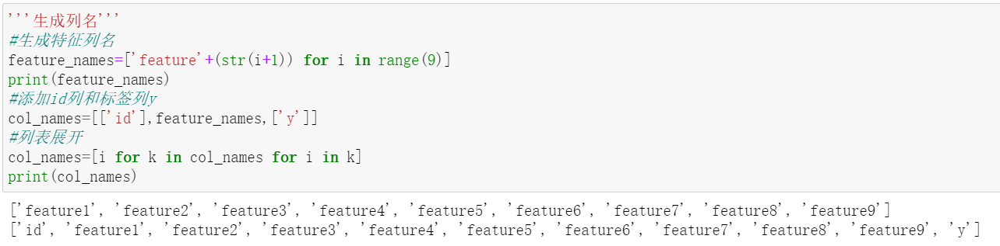 '''生成列名'''
#生成特征列名
feature_names=['feature'+(str(i+1)) for i in range(9)]
print(feature_names)
#添加id列和标签列y
col_names=[['id'],feature_names,['y']]
#列表展开
col_names=[i for k in col_names for i in k]
print(col_names)
['feature1', 'feature2', 'feature3', 'feature4', 'feature5', 'feature6', 'feature7', 'feature8', 'feature9']
['id', 'feature1', 'feature2', 'feature3', 'feature4', 'feature5', 'feature6', 'feature7', 'feature8', 'feature9', 'y']